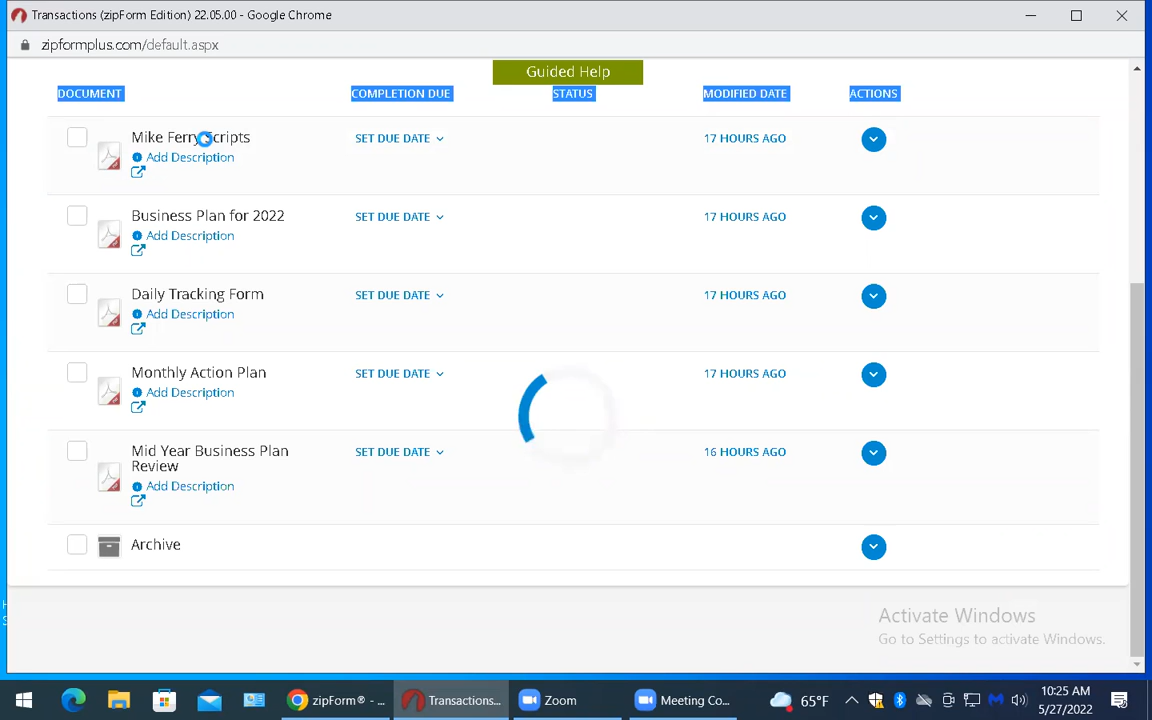 Transactions (zipForm Edition) 22.05.00 - Google Chrome
zipformplus.com/default.aspx
Guided Help
DOCUMENT COMPLETION DUE STATUS MODIFIED DATE ACTIONS
Mike Ferry Scripts SET DUE DATE 17 HOURS AGO
Add Description
Business Plan for 2022 SET DUE DATE 17 HOURS AGO
Add Description
Daily Tracking Form SET DUE DATE 17 HOURS AGO
Add Description
Monthly Action Plan SET DUE DATE 17 HOURS AGO
Add Description
Mid Year Business Plan SET DUE DATE 16 HOURS AGO
Review
Add Description
Archive
Activate Windows
Go to Settings to activate Windows.
zipForm® - ... Transactions... Zoom Meeting Co... 65°F 10:25 AM
5/27/2022